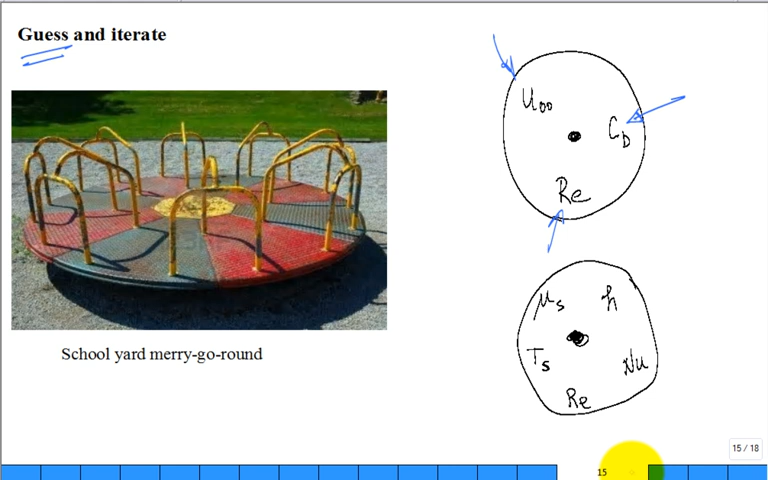 Guess and iterate
U∞
C_D
Re
School yard merry-go-round
μs
h
Ts
Nu
Re
15 / 18
15